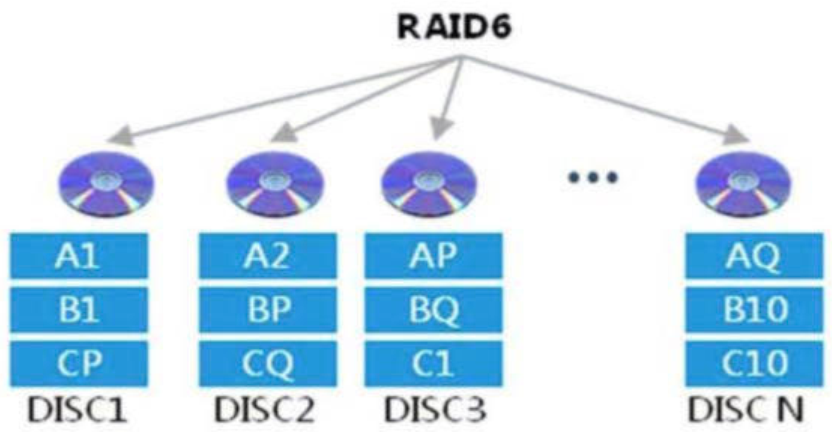 RAID6
A1 A2 AP AQ
B1 BP BQ B10
CP CQ C1 C10
DISC1 DISC2 DISC3 DISC N